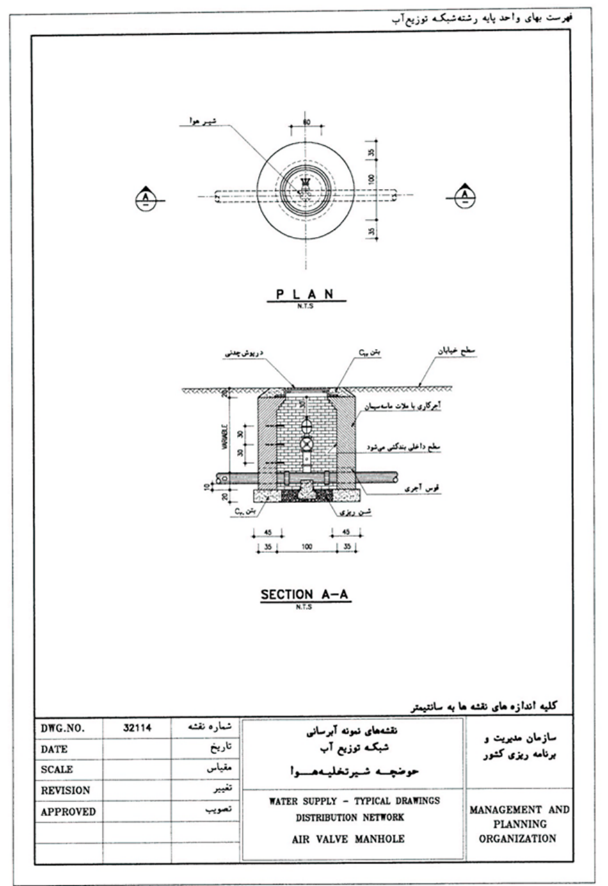 فهرست بهای واحد پایه رشته شبکه توزیع آب
60
شیر هوا
35
100
35
A
A
PLAN
N.T.S
دریوش چدنی
بتن
سطح خیابان
20
30
آجرکاری با ملات ماسه سیمان
VARIABLE
30
30
سطح داخلی بندکشی می‌شود
D
10
20
قوس آجری
بتن
شن ریزی
45
45
35
100
35
SECTION A-A
N.T.S
کلیه اندازه های نقشه ها به سانتیمتر
DWG.NO.
32114
شماره نقشه
DATE
تاریخ
SCALE
مقیاس
REVISION
تغییر
APPROVED
تصویب
نقشه‌های نمونه آبرسانی
شبکه توزیع آب
حوضچه شیرتخلیه هوا
WATER SUPPLY - TYPICAL DRAWINGS
DISTRIBUTION NETWORK
AIR VALVE MANHOLE
سازمان مدیریت و
برنامه ریزی کشور
MANAGEMENT AND
PLANNING
ORGANIZATION